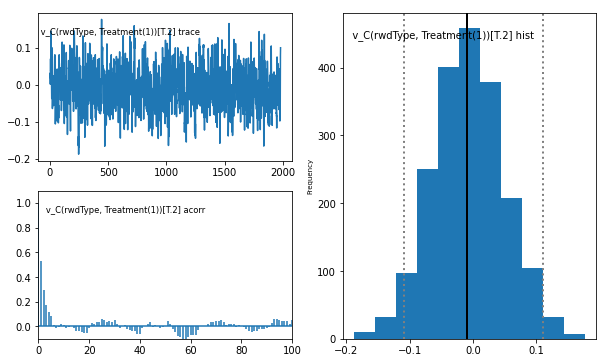 v_C(rwdType, Treatment(1))[T.2] trace
0.1
0.0
−0.1
−0.2
0 500 1000 1500 2000
v_C(rwdType, Treatment(1))[T.2] acorr
1.0
0.8
0.6
0.4
0.2
0.0
0 20 40 60 80 100
v_C(rwdType, Treatment(1))[T.2] hist
Frequency
400
300
200
100
0
−0.2 −0.1 0.0 0.1